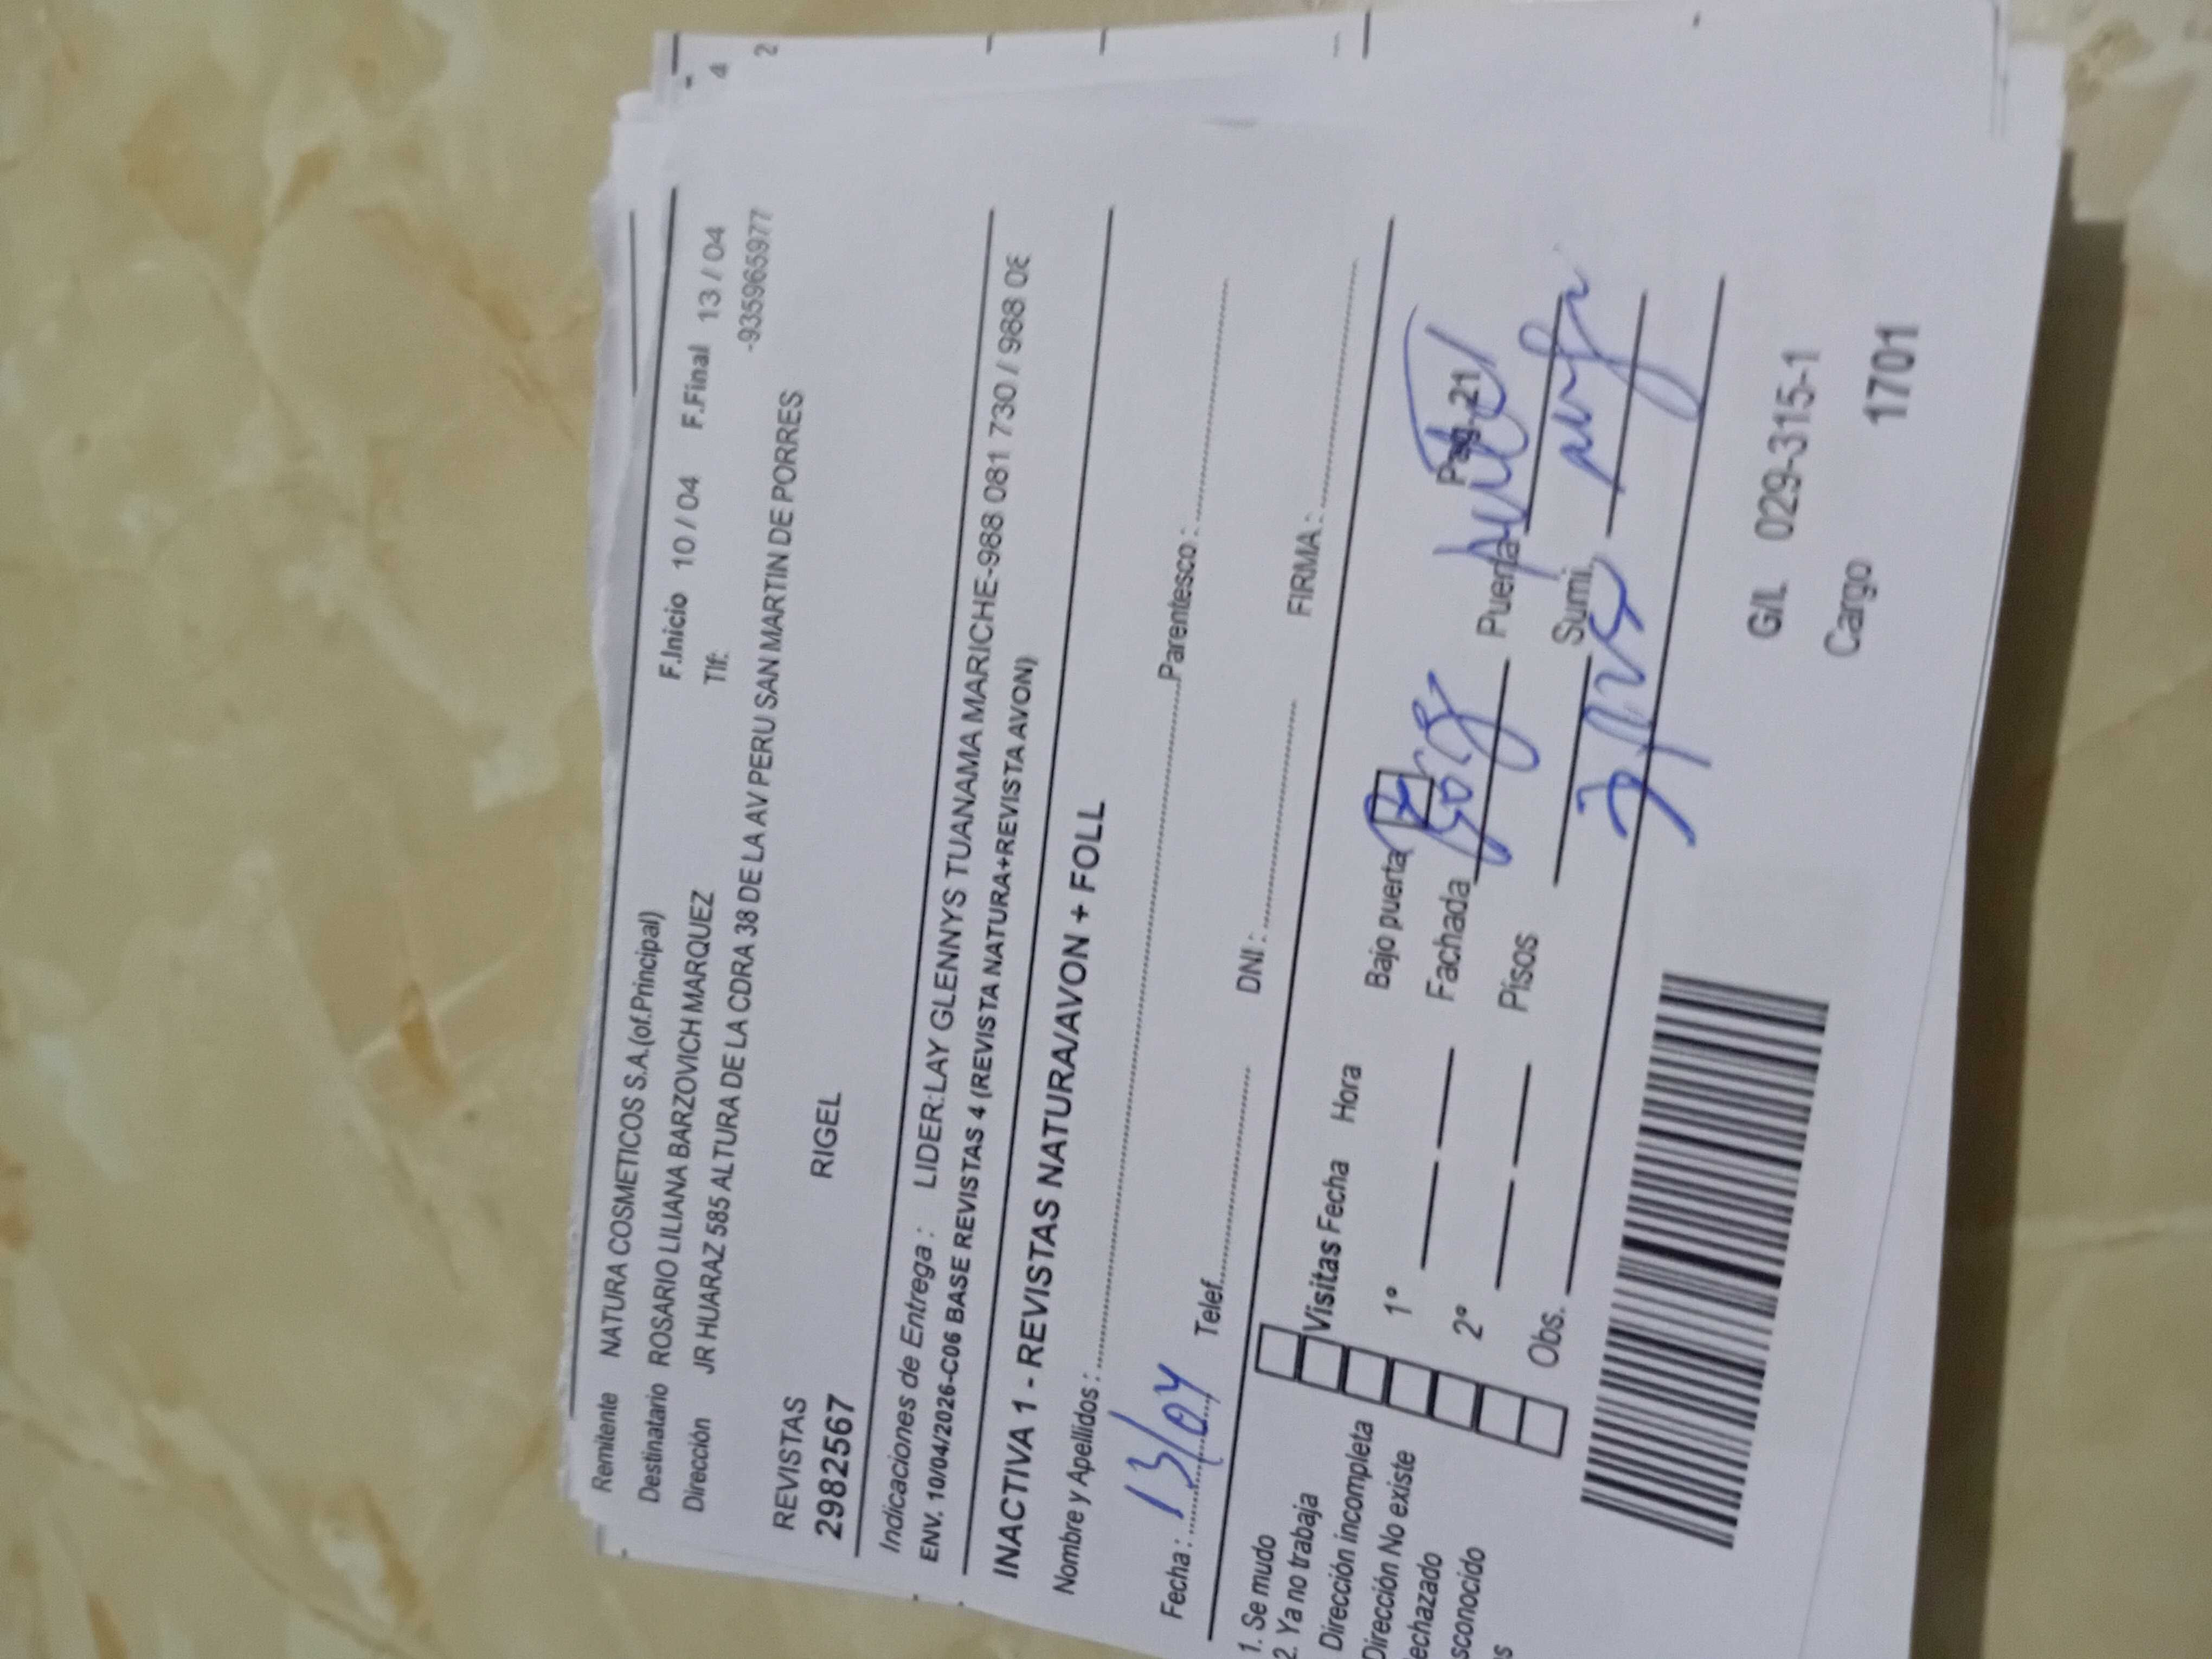 Remitente NATURA COSMETICOS S.A.(of.Principal)
Destinatario ROSARIO LILIANA BARZOVICH MARQUEZ F.Inicio 10 / 04 F.Final 13 / 04
Dirección JR HUARAZ 585 ALTURA DE LA CDRA 38 DE LA AV PERU SAN MARTIN DE PORRES Tlf: -935965977
REVISTAS RIGEL
2982567
Indicaciones de Entrega : LIDER:LAY GLENNYS TUANAMA MARICHE-988 081 730 / 988 08
ENV. 10/04/2026-C06 BASE REVISTAS 4 (REVISTA NATURA+REVISTA AVON)
INACTIVA 1 - REVISTAS NATURA/AVON + FOLL
Nombre y Apellidos : Parentesco :
Fecha : 13/04 Telef. DNI : FIRMA :
1. Se mudo
2. Ya no trabaja
Dirección incompleta
Dirección No existe
echazado
sconocido
s
Visitas Fecha Hora Bajo puerta
1° Fachada Puerta
Pag-21
2° Pisos Sumi.
Obs.
G/L 029-315-1
Cargo 1701
4
2